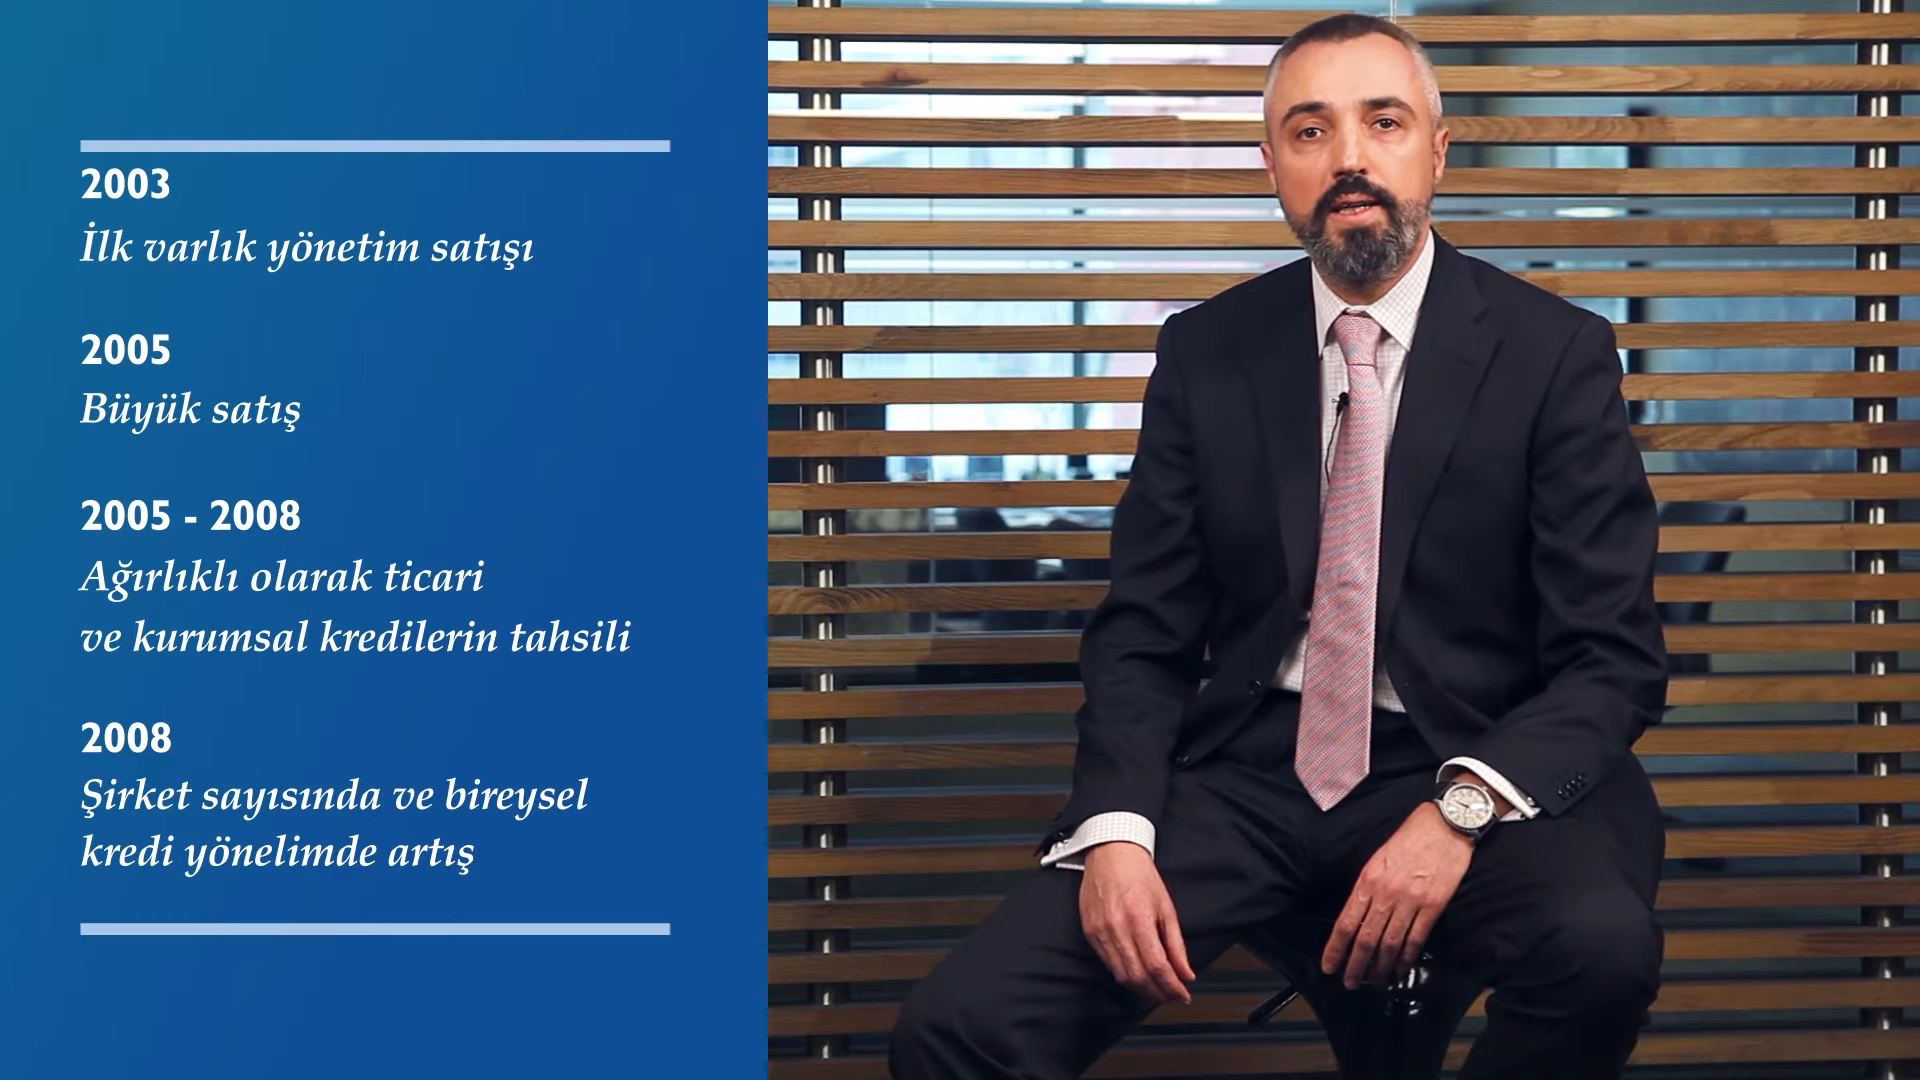 2003
İlk varlık yönetim satışı
2005
Büyük satış
2005 - 2008
Ağırlıklı olarak ticari
ve kurumsal kredilerin tahsili
2008
Şirket sayısında ve bireysel
kredi yönelimde artış